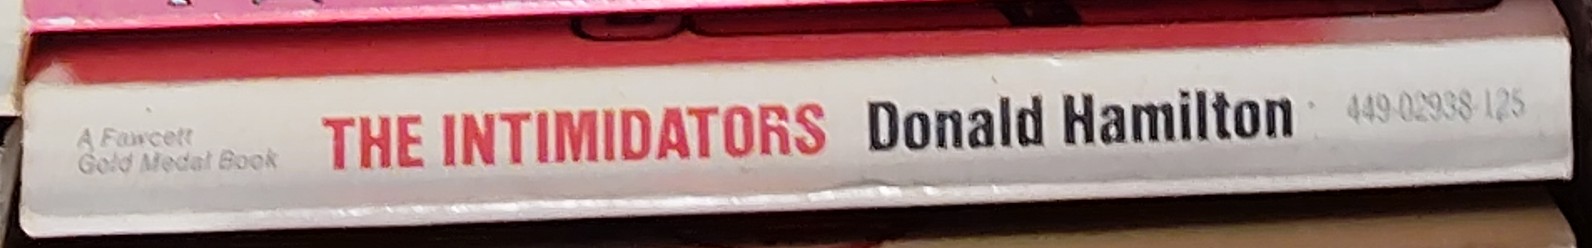 A Fawcett
Gold Medal Book
THE INTIMIDATORS Donald Hamilton 449-02938-125